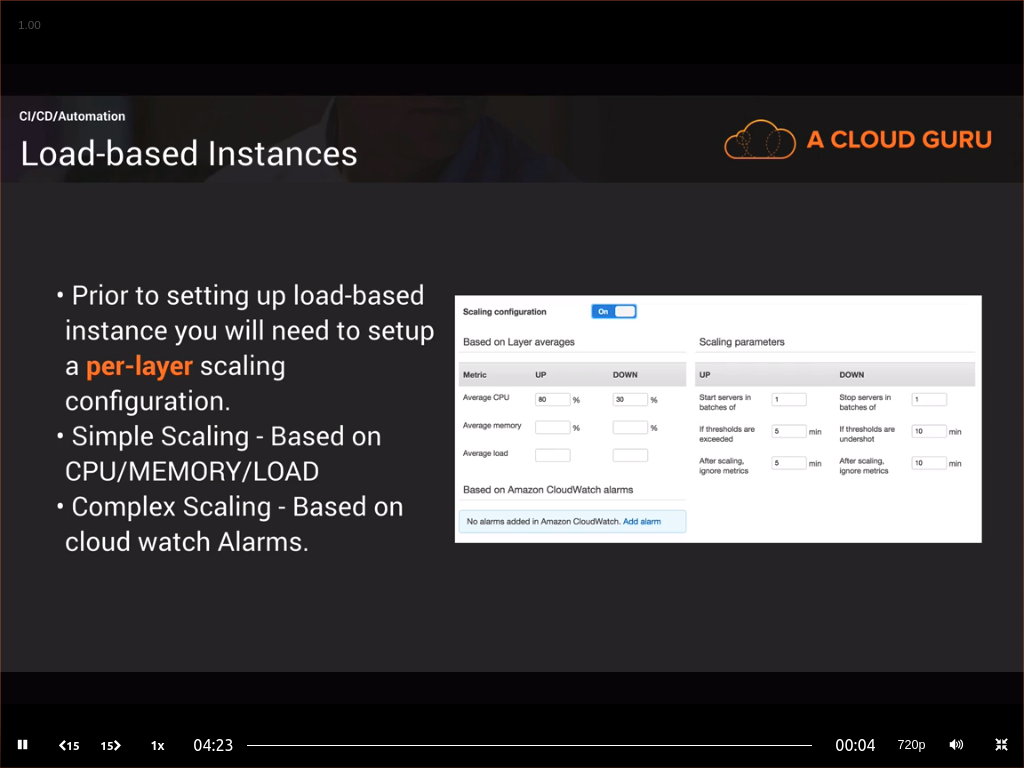 1.00
CI/CD/Automation
Load-based Instances
A CLOUD GURU
• Prior to setting up load-based
instance you will need to setup
a per-layer scaling
configuration.
• Simple Scaling - Based on
CPU/MEMORY/LOAD
• Complex Scaling - Based on
cloud watch Alarms.
Scaling configuration On
Based on Layer averages
Metric UP DOWN
Average CPU 80 % 30 %
Average memory % %
Average load
Based on Amazon CloudWatch alarms
No alarms added in Amazon CloudWatch. Add alarm
Scaling parameters
UP DOWN
Start servers in 1 Stop servers in 1
batches of batches of
If thresholds are 5 min If thresholds are 10 min
exceeded undershot
After scaling, 5 min After scaling, 10 min
ignore metrics ignore metrics
15 15 1x 04:23 00:04 720p